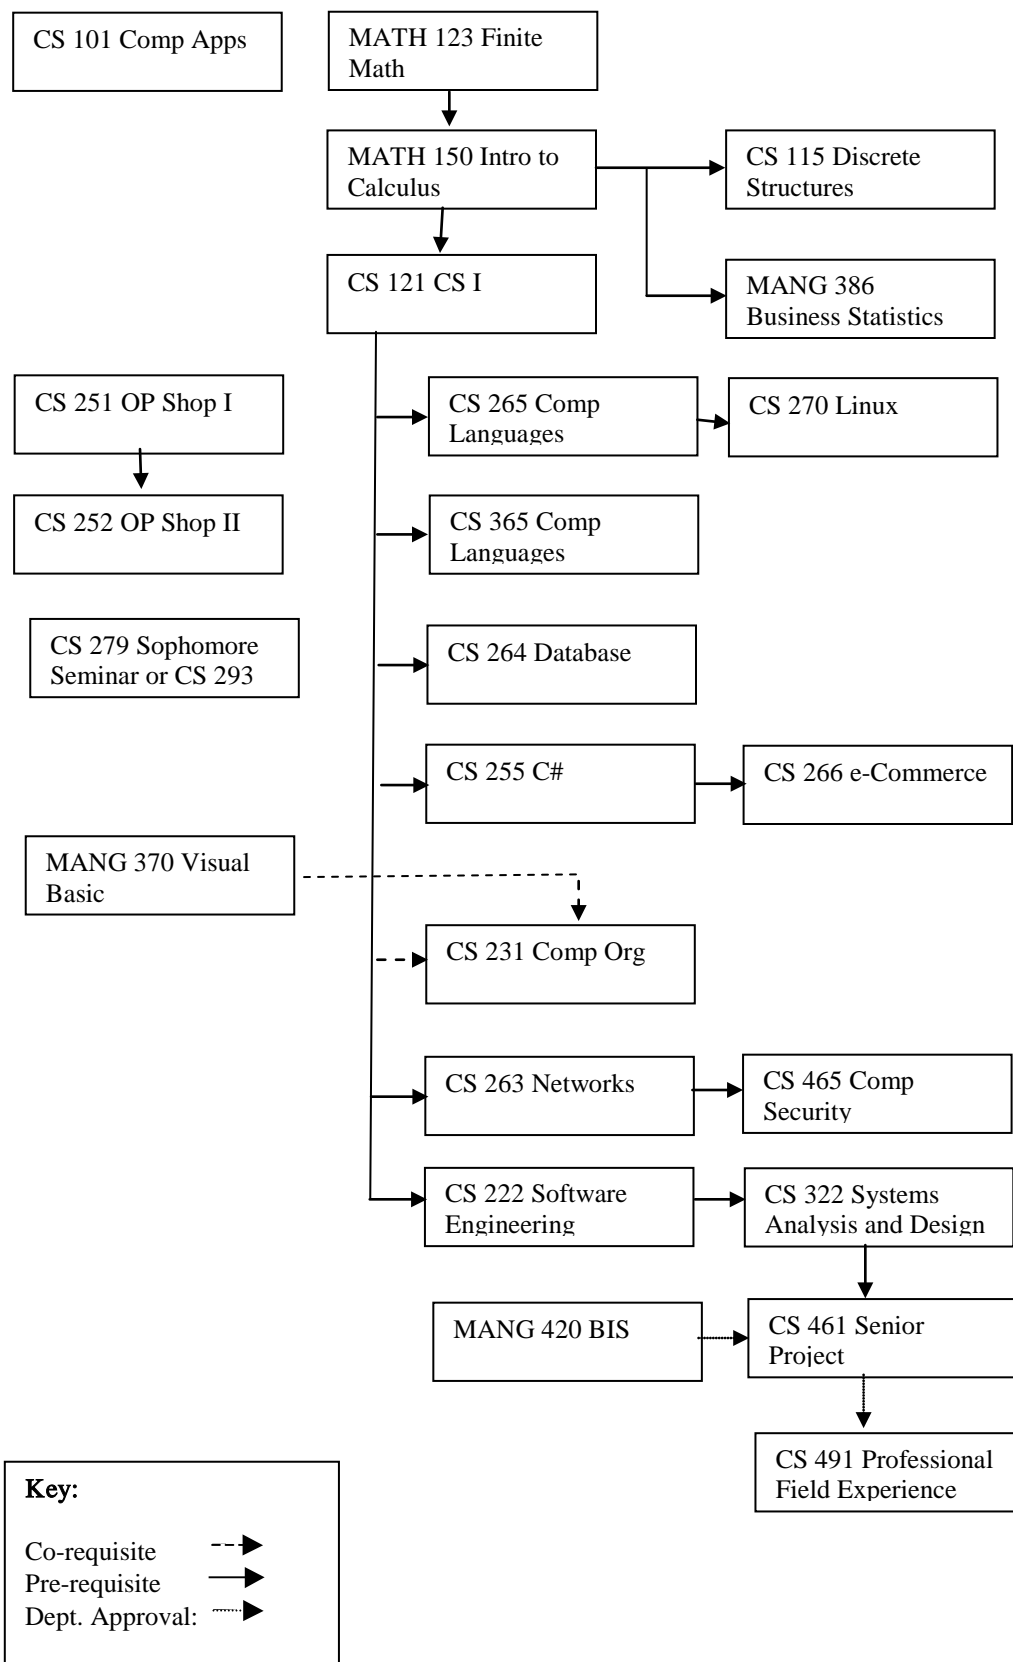 CS 101 Comp Apps
MATH 123 Finite
Math
MATH 150 Intro to
Calculus
CS 115 Discrete
Structures
CS 121 CS I
MANG 386
Business Statistics
CS 251 OP Shop I
CS 265 Comp
Languages
CS 270 Linux
CS 252 OP Shop II
CS 365 Comp
Languages
CS 279 Sophomore
Seminar or CS 293
CS 264 Database
CS 255 C#
CS 266 e-Commerce
MANG 370 Visual
Basic
CS 231 Comp Org
CS 263 Networks
CS 465 Comp
Security
CS 222 Software
Engineering
CS 322 Systems
Analysis and Design
MANG 420 BIS
CS 461 Senior
Project
CS 491 Professional
Field Experience
Key:
Co-requisite
Pre-requisite
Dept. Approval: